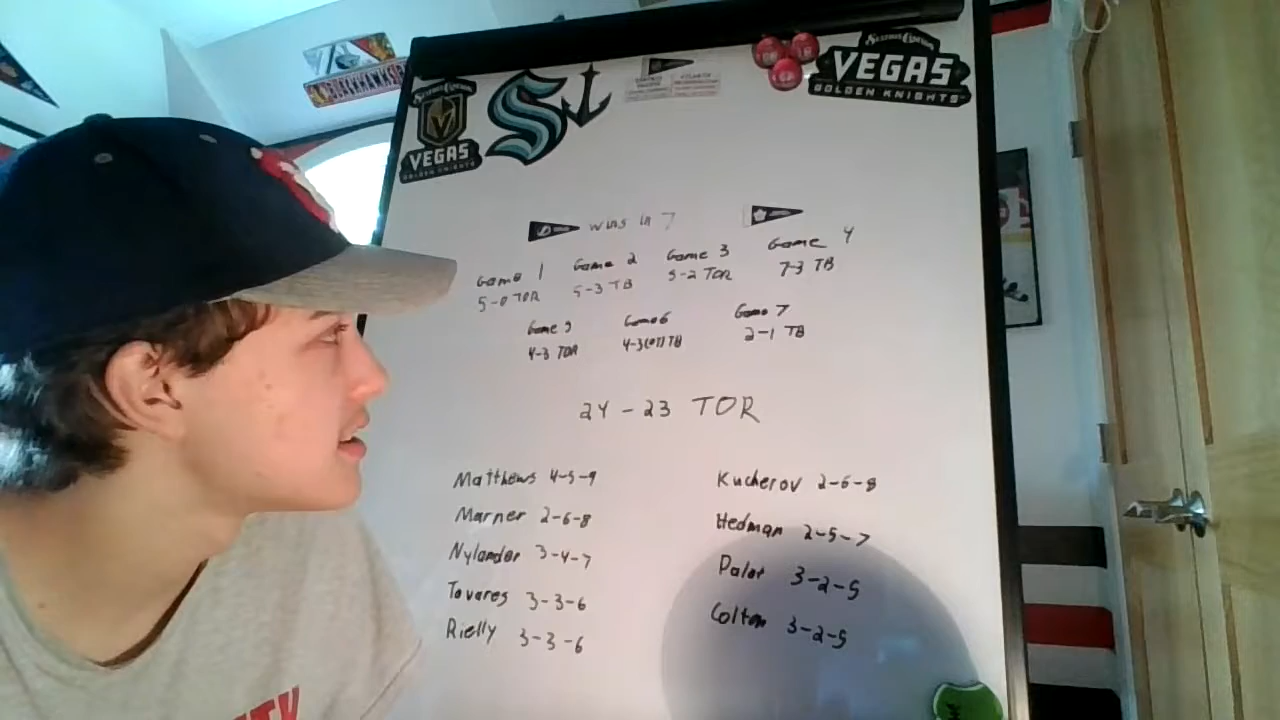 BLACKHAWKS
VEGAS
GOLDEN KNIGHTS
VEGAS
GOLDEN KNIGHTS
wins in 7
Game 1 Game 2 Game 3 Game 4
5-0 TOR 5-3 TB 5-2 TOR 7-3 TB
Game 5 Game 6 Game 7
4-3 TOR 4-3(OT) TB 2-1 TB
24 - 23 TOR
Matthews 4-5-9 Kucherov 2-6-8
Marner 2-6-8 Hedman 2-5-7
Nylander 3-4-7 Palat 3-2-5
Tavares 3-3-6 Colton 3-2-5
Rielly 3-3-6